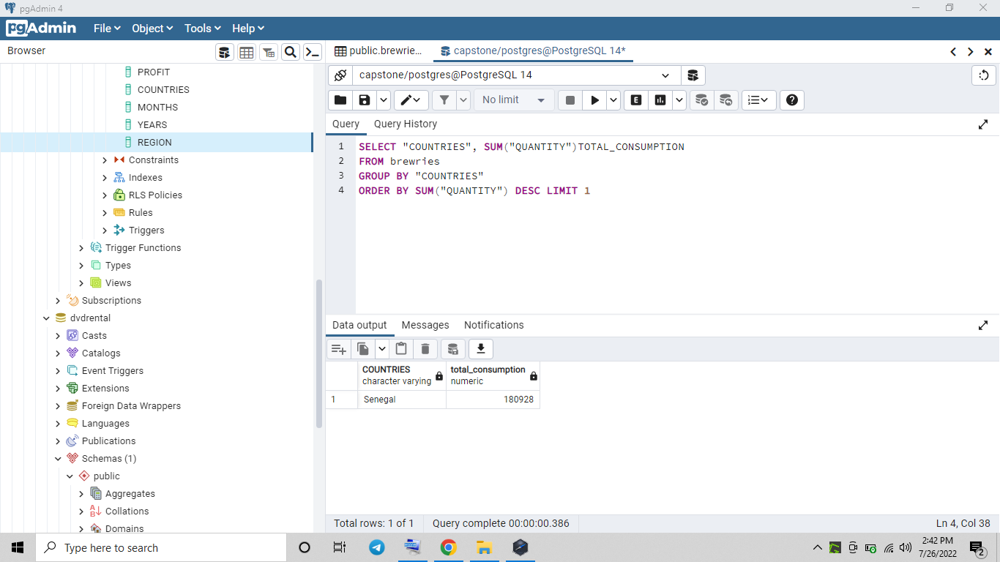 pgAdmin 4
pgAdmin File Object Tools Help
Browser
public.brewrie... capstone/postgres@PostgreSQL 14*
PROFIT
COUNTRIES
MONTHS
YEARS
REGION
Constraints
Indexes
RLS Policies
Rules
Triggers
Trigger Functions
Types
Views
Subscriptions
dvdrental
Casts
Catalogs
Event Triggers
Extensions
Foreign Data Wrappers
Languages
Publications
Schemas (1)
public
Aggregates
Collations
Domains
capstone/postgres@PostgreSQL 14
No limit E
Query Query History
1 SELECT "COUNTRIES", SUM("QUANTITY")TOTAL_CONSUMPTION
2 FROM brewries
3 GROUP BY "COUNTRIES"
4 ORDER BY SUM("QUANTITY") DESC LIMIT 1
Data output Messages Notifications
COUNTRIES total_consumption
character varying numeric
1 Senegal 180928
Total rows: 1 of 1 Query complete 00:00:00.386 Ln 4, Col 38
Type here to search
2:42 PM
7/26/2022
2